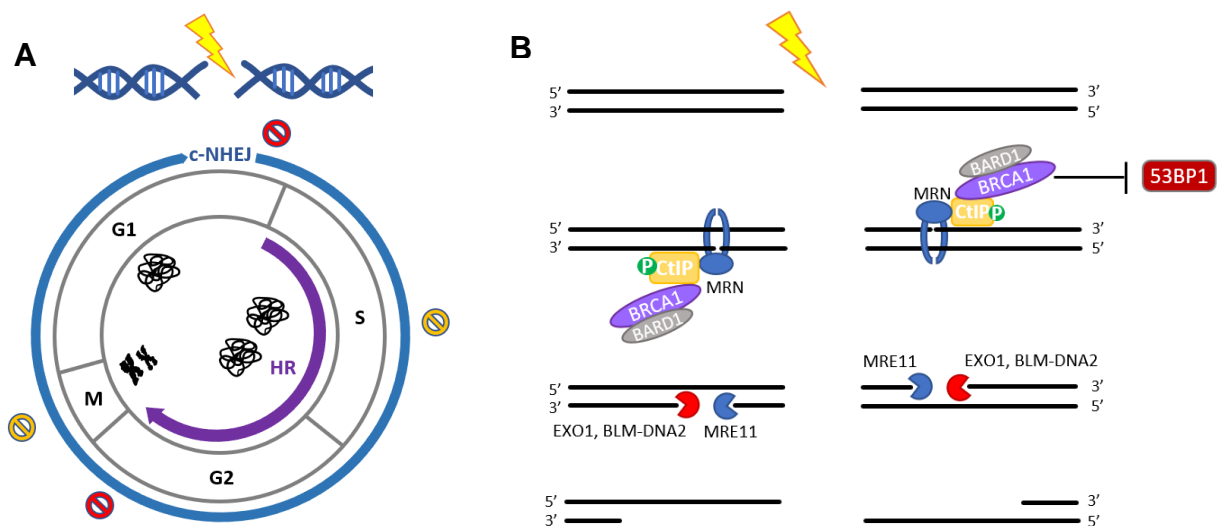 A
c-NHEJ
G1
S
HR
M
G2
B
5’ 3’
3’ 5’
BARD1
BRCA1
53BP1
MRN
CtIP P
5’ 3’
3’ 5’
P CtIP
MRN
BRCA1
BARD1
MRE11 EXO1, BLM-DNA2
5’ 3’
3’ 5’
EXO1, BLM-DNA2 MRE11
5’ 3’
3’ 5’